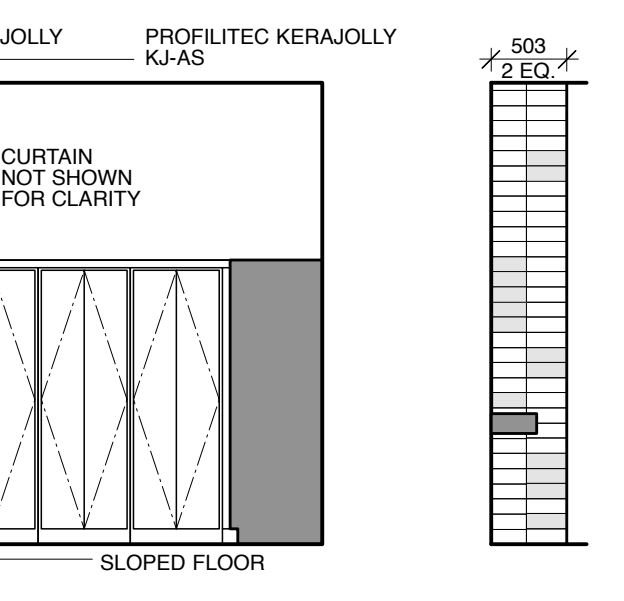 JOLLY
PROFILITEC KERAJOLLY
KJ-AS
503
2 EQ.
CURTAIN
NOT SHOWN
FOR CLARITY
SLOPED FLOOR